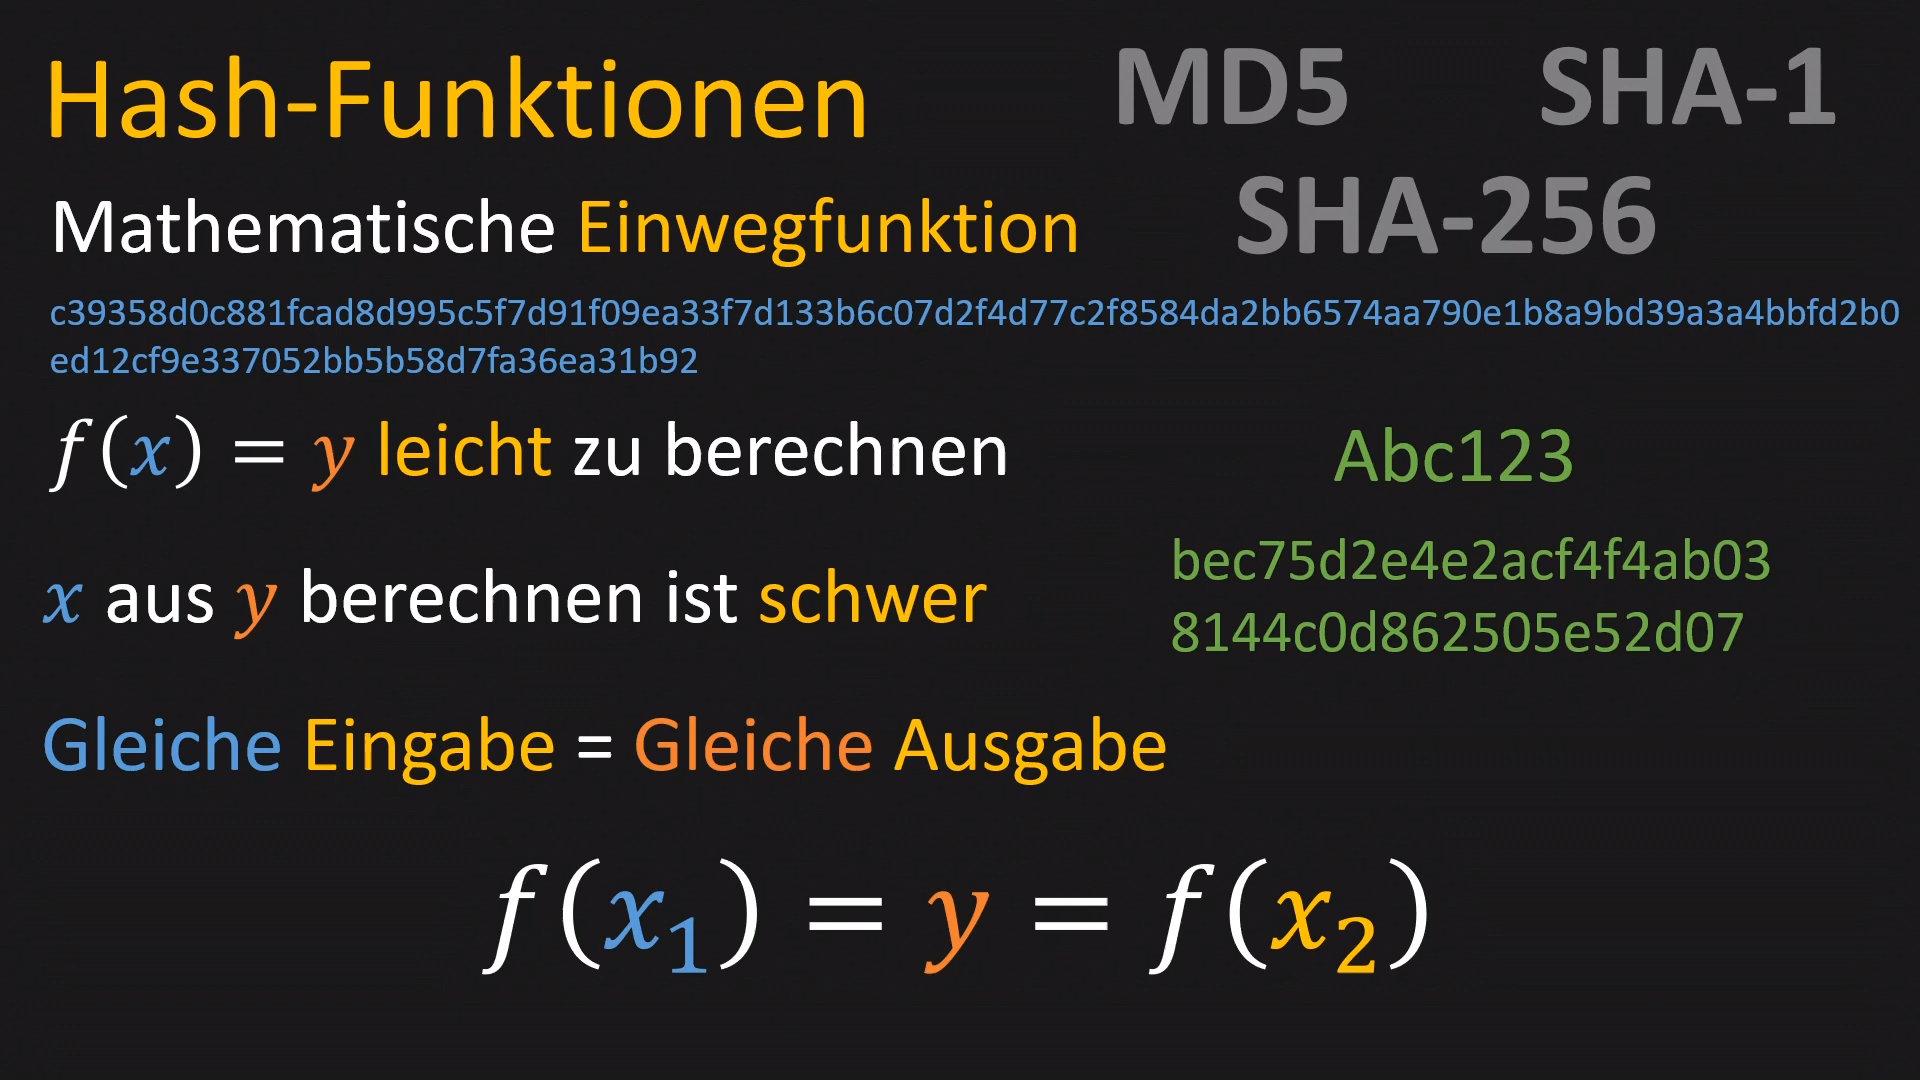 Hash-Funktionen
MD5 SHA-1
SHA-256
Mathematische Einwegfunktion
c39358d0c881fcad8d995c5f7d91f09ea33f7d133b6c07d2f4d77c2f8584da2bb6574aa790e1b8a9bd39a3a4bbfd2b0
ed12cf9e337052bb5b58d7fa36ea31b92
f(x) = y leicht zu berechnen
Abc123
x aus y berechnen ist schwer
bec75d2e4e2acf4f4ab03
8144c0d862505e52d07
Gleiche Eingabe = Gleiche Ausgabe
f(x₁) = y = f(x₂)